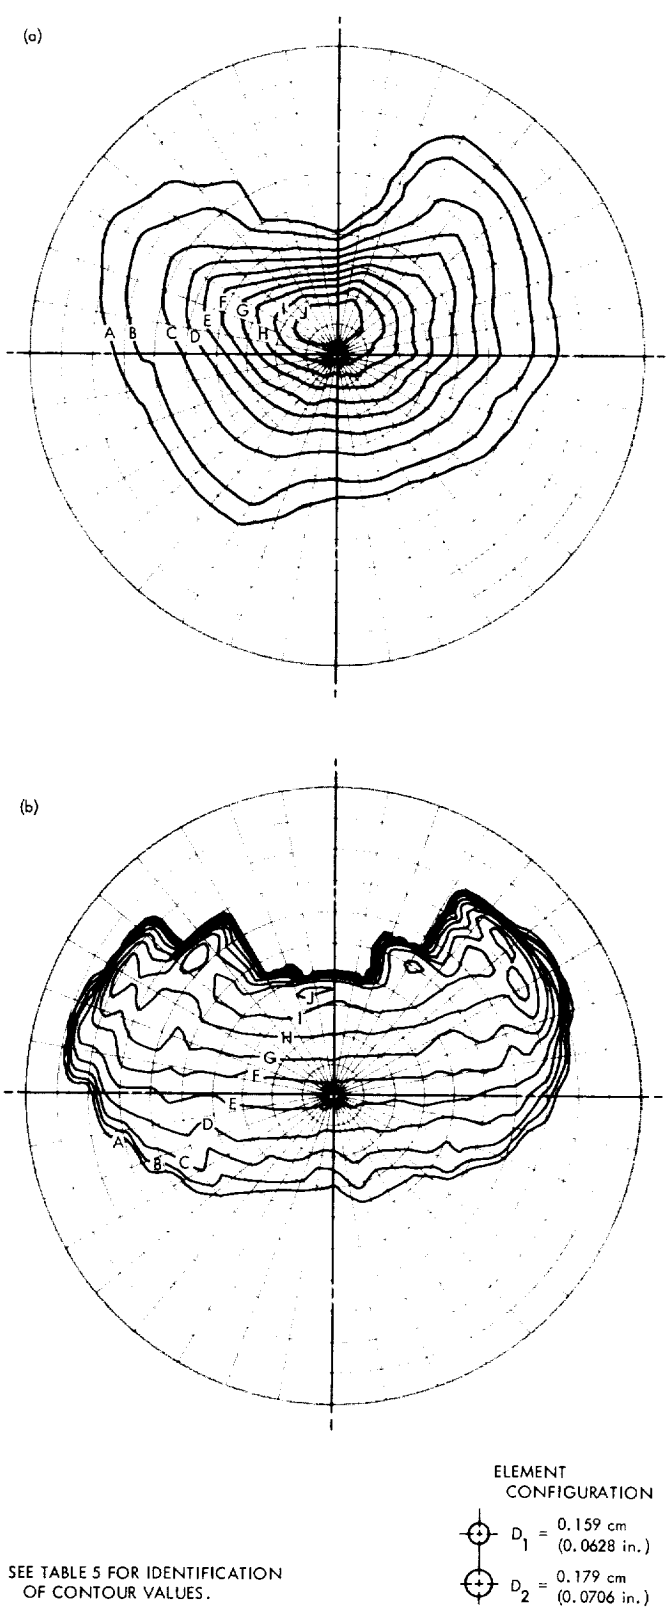 (a)
A B C D E F G H I J
(b)
J
I
H
G
F
E
D
A B C
ELEMENT
CONFIGURATION
D1 = 0.159 cm
(0.0628 in.)
D2 = 0.179 cm
(0.0706 in.)
SEE TABLE 5 FOR IDENTIFICATION
OF CONTOUR VALUES.